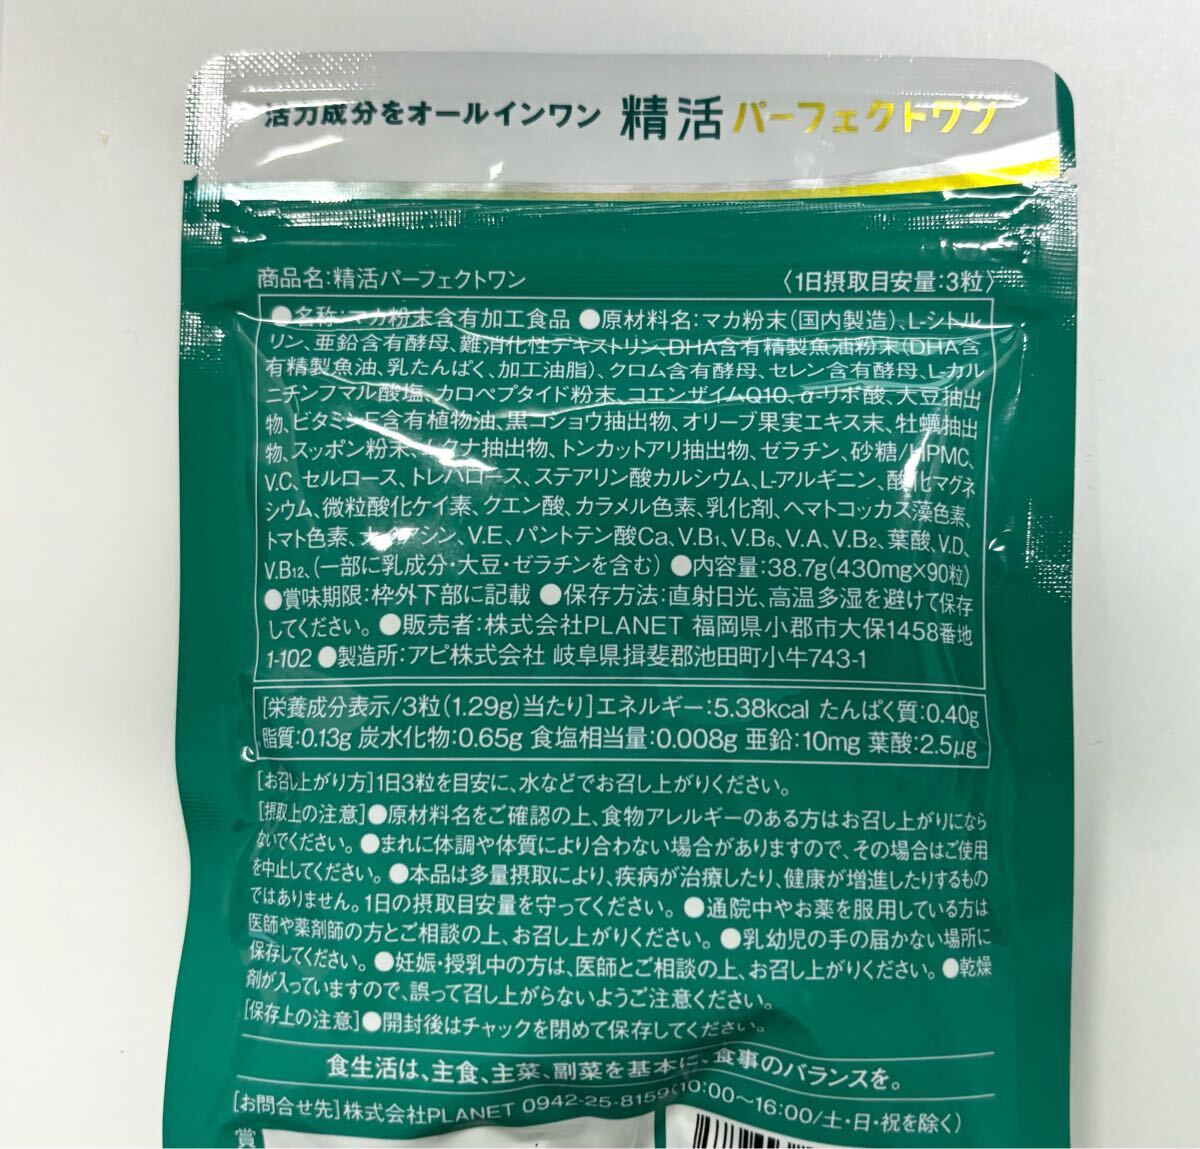 活力成分をオールインワン 精活パーフェクトワン
商品名:精活パーフェクトワン 〈1日摂取目安量:3粒〉
●名称:マカ粉末含有加工食品 ●原材料名:マカ粉末(国内製造)、L-シトル
リン、亜鉛含有酵母、難消化性デキストリン、DHA含有精製魚油粉末(DHA含
有精製魚油、乳たんぱく、加工油脂)、クロム含有酵母、セレン含有酵母、L-カル
ニチンフマル酸塩、カロペプタイド粉末、コエンザイムQ10、α-リポ酸、大豆抽出
物、ビタミンE含有植物油、黒コショウ抽出物、オリーブ果実エキス末、牡蠣抽出
物、スッポン粉末、ムクナ抽出物、トンカットアリ抽出物、ゼラチン、砂糖/HPMC、
V.C、セルロース、トレハロース、ステアリン酸カルシウム、L-アルギニン、酸化マグネ
シウム、微粒酸化ケイ素、クエン酸、カラメル色素、乳化剤、ヘマトコッカス藻色素、
トマト色素、ナイアシン、V.E、パントテン酸Ca、V.B1、V.B6、V.A、V.B2、葉酸、V.D、
V.B12、(一部に乳成分・大豆・ゼラチンを含む) ●内容量:38.7g(430mg×90粒)
●賞味期限:枠外下部に記載 ●保存方法:直射日光、高温多湿を避けて保存
してください。 ●販売者:株式会社PLANET 福岡県小郡市大保1458番地
1-102 ●製造所:アピ株式会社 岐阜県揖斐郡池田町小牛743-1
[栄養成分表示/3粒(1.29g)当たり]エネルギー:5.38kcal たんぱく質:0.40g
脂質:0.13g 炭水化物:0.65g 食塩相当量:0.008g 亜鉛:10mg 葉酸:2.5μg
[お召し上がり方]1日3粒を目安に、水などでお召し上がりください。
[摂取上の注意]●原材料名をご確認の上、食物アレルギーのある方はお召し上がりになら
ないでください。 ●まれに体調や体質により合わない場合がありますので、その場合はご使用
を中止してください。 ●本品は多量摂取により、疾病が治療したり、健康が増進したりするもの
ではありません。1日の摂取目安量を守ってください。 ●通院中やお薬を服用している方は
医師や薬剤師の方とご相談の上、お召し上がりください。 ●乳幼児の手の届かない場所に
保存してください。 ●妊娠・授乳中の方は、医師とご相談の上、お召し上がりください。 ●乾燥
剤が入っていますので、誤って召し上がらないようご注意ください。
[保存上の注意]●開封後はチャックを閉めて保存してください。
食生活は、主食、主菜、副菜を基本に、食事のバランスを。
[お問合せ先]株式会社PLANET 0942-25-8159(10:00〜16:00/土・日・祝を除く)
賞